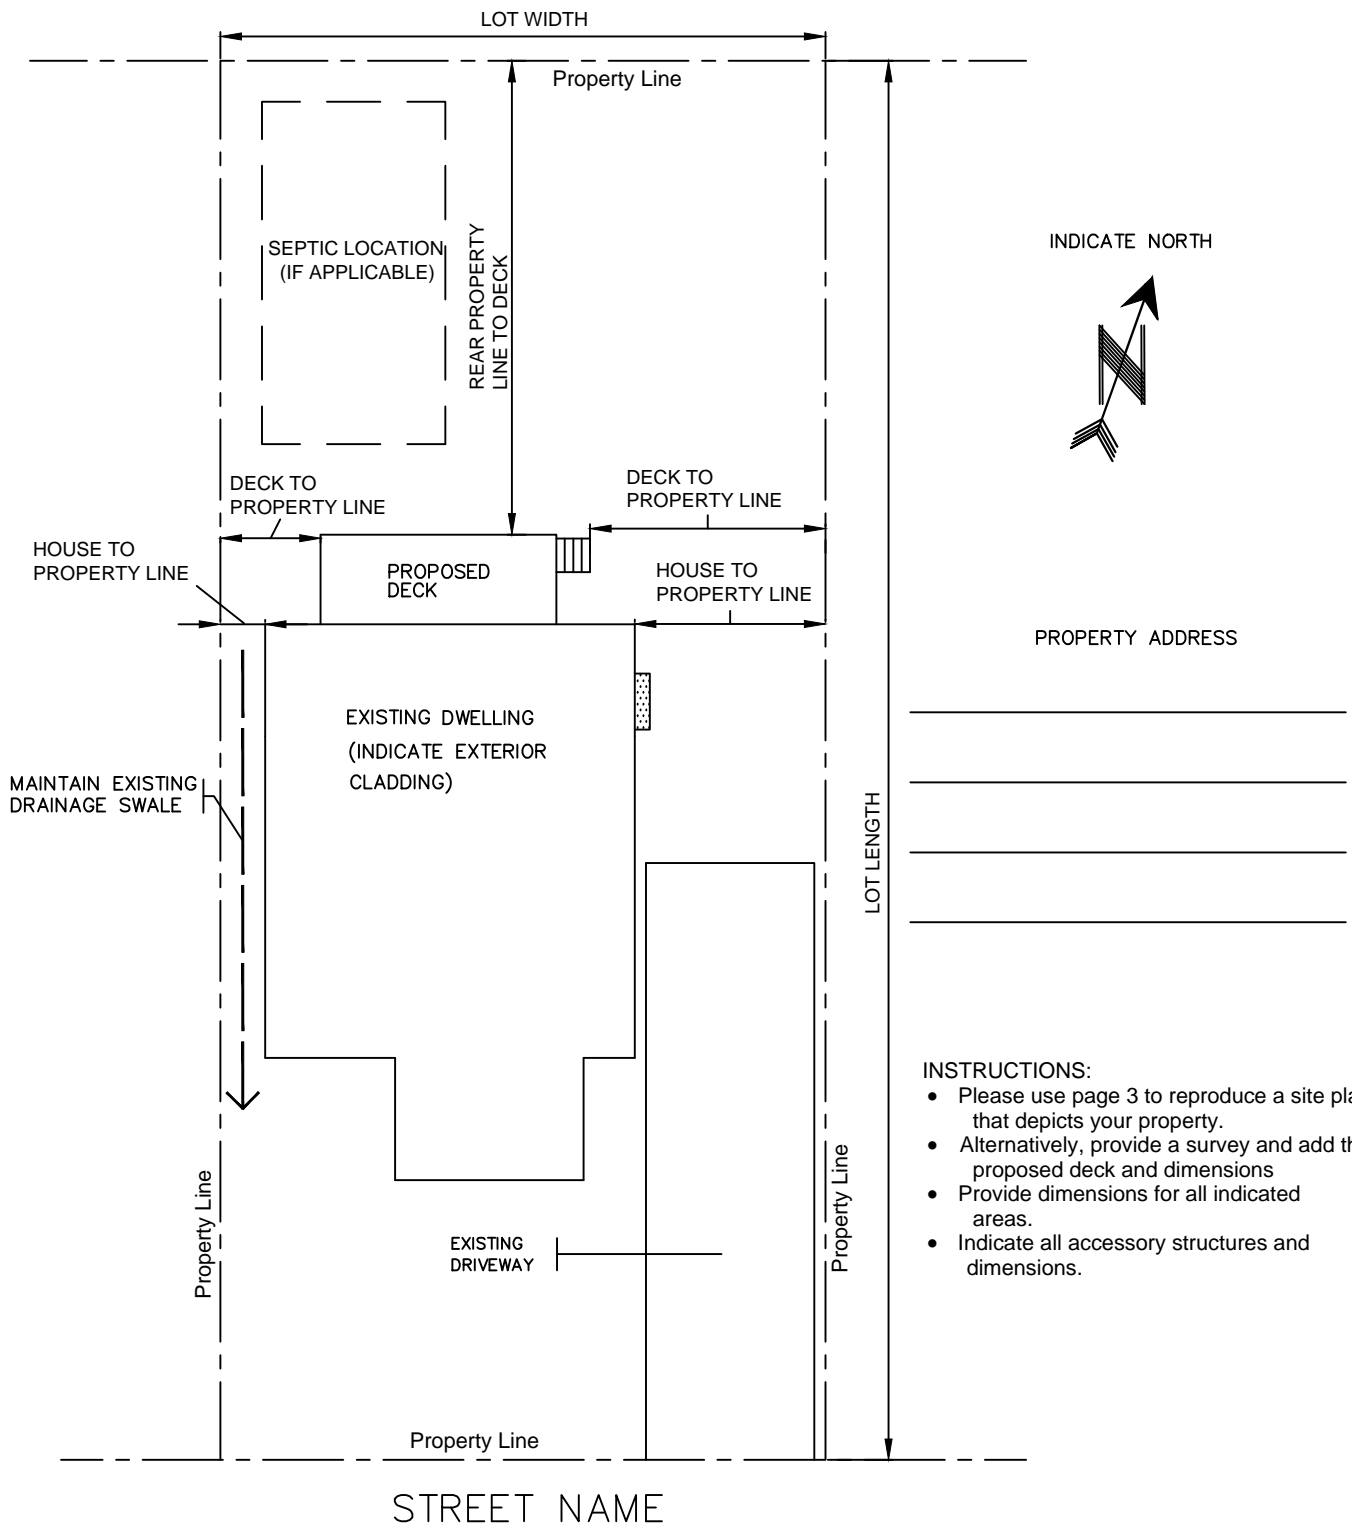 LOT WIDTH
Property Line
SEPTIC LOCATION
(IF APPLICABLE)
REAR PROPERTY
LINE TO DECK
INDICATE NORTH
N
DECK TO
PROPERTY LINE
DECK TO
PROPERTY LINE
HOUSE TO
PROPERTY LINE
PROPOSED
DECK
HOUSE TO
PROPERTY LINE
PROPERTY ADDRESS
EXISTING DWELLING
(INDICATE EXTERIOR
CLADDING)
MAINTAIN EXISTING
DRAINAGE SWALE
LOT LENGTH
INSTRUCTIONS:
• Please use page 3 to reproduce a site pla
that depicts your property.
• Alternatively, provide a survey and add th
proposed deck and dimensions
• Provide dimensions for all indicated
areas.
• Indicate all accessory structures and
dimensions.
Property Line
Property Line
EXISTING
DRIVEWAY
Property Line
STREET NAME